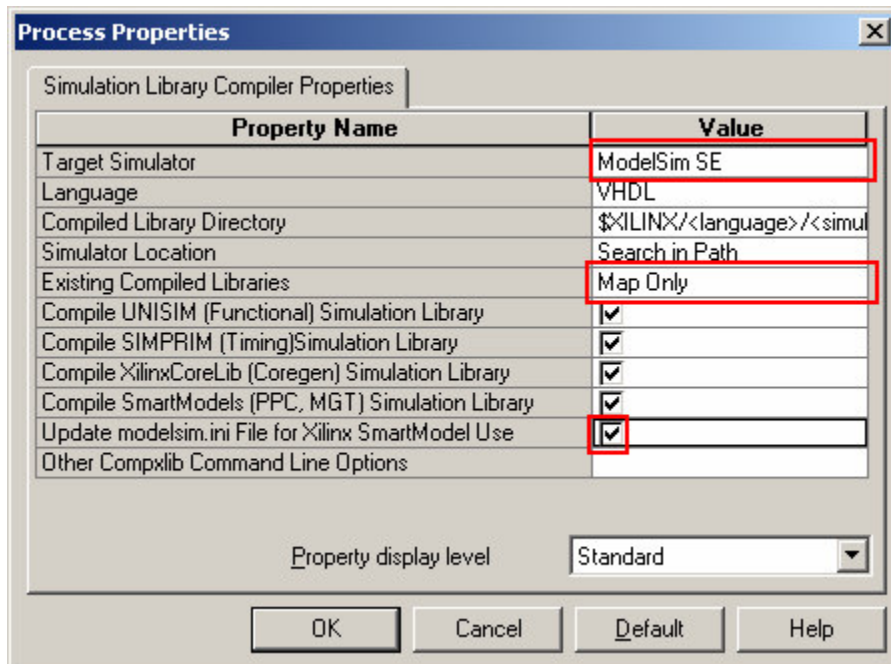 Process Properties
Simulation Library Compiler Properties
Property Name Value
Target Simulator ModelSim SE
Language VHDL
Compiled Library Directory $XILINX/<language>/<simul
Simulator Location Search in Path
Existing Compiled Libraries Map Only
Compile UNISIM (Functional) Simulation Library
Compile SIMPRIM (Timing)Simulation Library
Compile XilinxCoreLib (Coregen) Simulation Library
Compile SmartModels (PPC, MGT) Simulation Library
Update modelsim.ini File for Xilinx SmartModel Use
Other Compxlib Command Line Options
Property display level Standard
OK Cancel Default Help